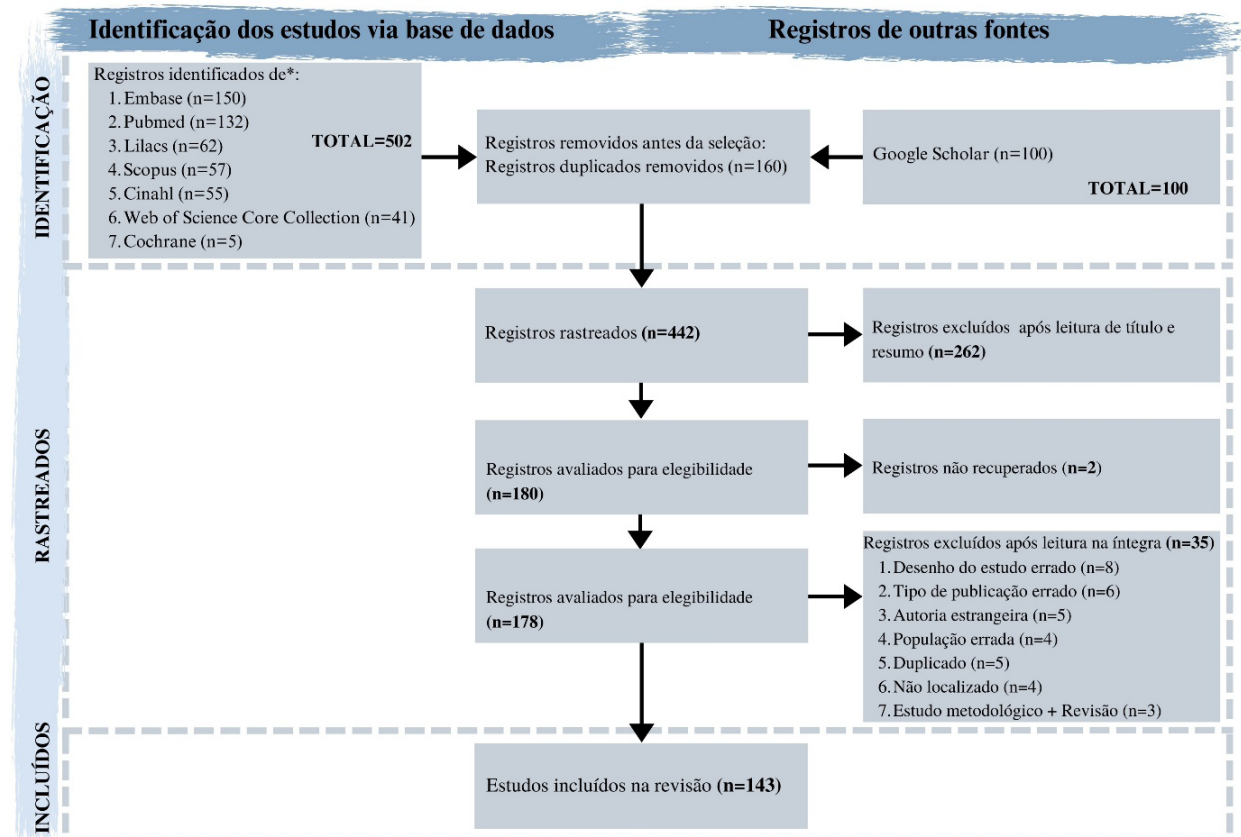 Identificação dos estudos via base de dados
Registros de outras fontes
IDENTIFICAÇÃO
Registros identificados de*:
1. Embase (n=150)
2. Pubmed (n=132)
3. Lilacs (n=62)
4. Scopus (n=57)
5. Cinahl (n=55)
6. Web of Science Core Collection (n=41)
7. Cochrane (n=5)
TOTAL=502
Registros removidos antes da seleção:
Registros duplicados removidos (n=160)
Google Scholar (n=100)
TOTAL=100
RASTREADOS
Registros rastreados (n=442)
Registros excluídos após leitura de título e
resumo (n=262)
Registros avaliados para elegibilidade
(n=180)
Registros não recuperados (n=2)
Registros avaliados para elegibilidade
(n=178)
Registros excluídos após leitura na íntegra (n=35)
1. Desenho do estudo errado (n=8)
2. Tipo de publicação errado (n=6)
3. Autoria estrangeira (n=5)
4. População errada (n=4)
5. Duplicado (n=5)
6. Não localizado (n=4)
7. Estudo metodológico + Revisão (n=3)
INCLUÍDOS
Estudos incluídos na revisão (n=143)